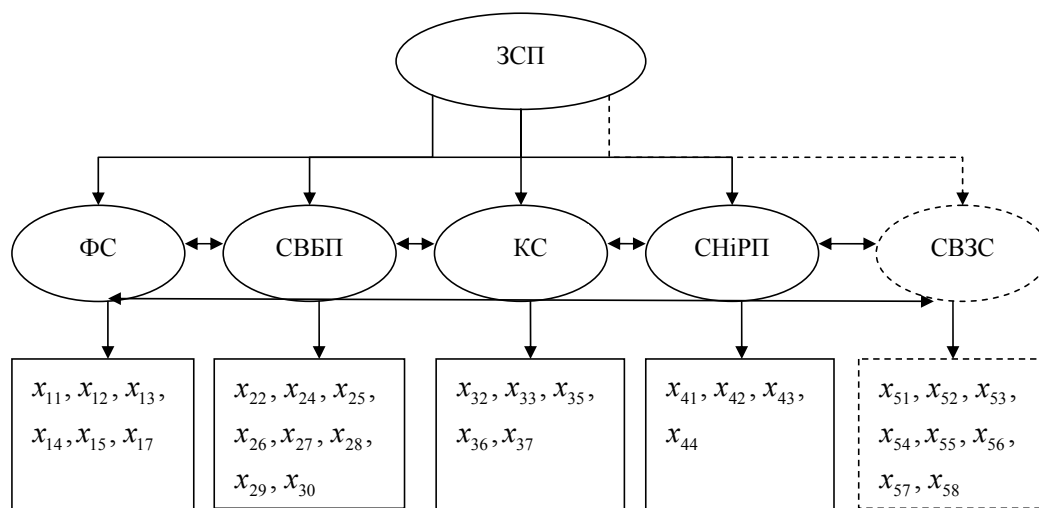 ЗСП
ФС
СВБП
КС
СНіРП
СВЗС
x₁₁, x₁₂, x₁₃,
x₁₄, x₁₅, x₁₇
x₂₂, x₂₄, x₂₅,
x₂₆, x₂₇, x₂₈,
x₂₉, x₃₀
x₃₂, x₃₃, x₃₅,
x₃₆, x₃₇
x₄₁, x₄₂, x₄₃,
x₄₄
x₅₁, x₅₂, x₅₃,
x₅₄, x₅₅, x₅₆,
x₅₇, x₅₈